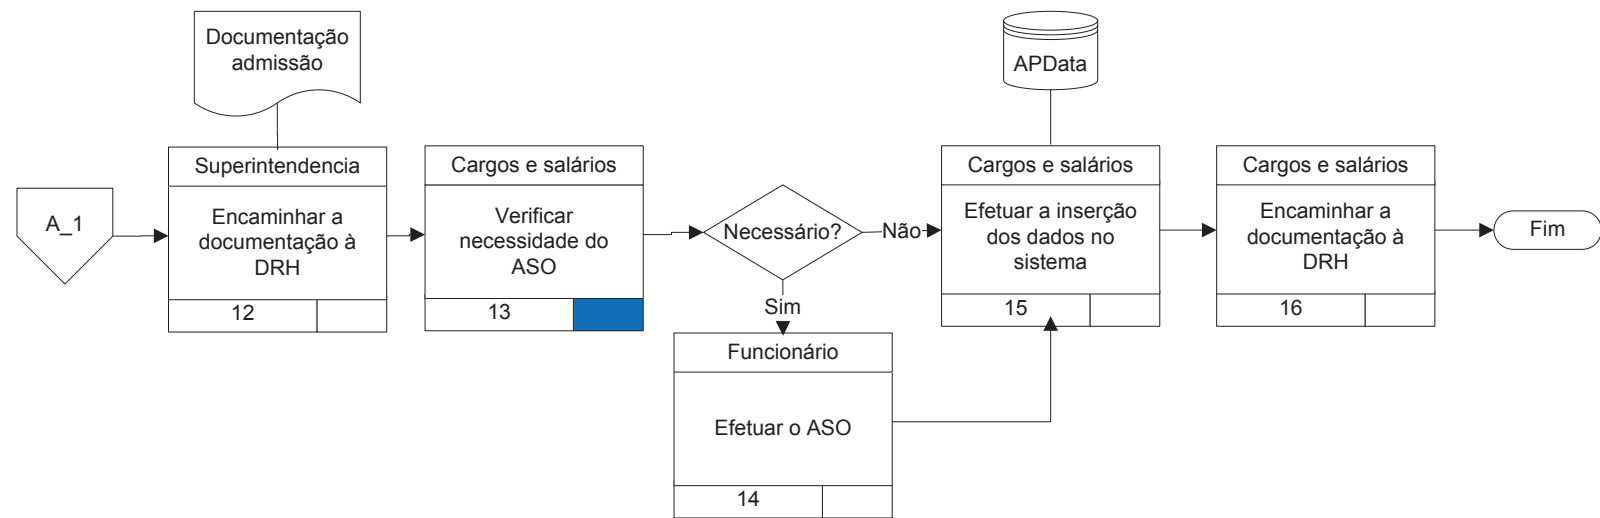 Documentação
admissão
APData
A_1
Superintendencia
Encaminhar a
documentação à
DRH
12
Cargos e salários
Verificar
necessidade do
ASO
13
Necessário?
Não
Sim
Funcionário
Efetuar o ASO
14
Cargos e salários
Efetuar a inserção
dos dados no
sistema
15
Cargos e salários
Encaminhar a
documentação à
DRH
16
Fim